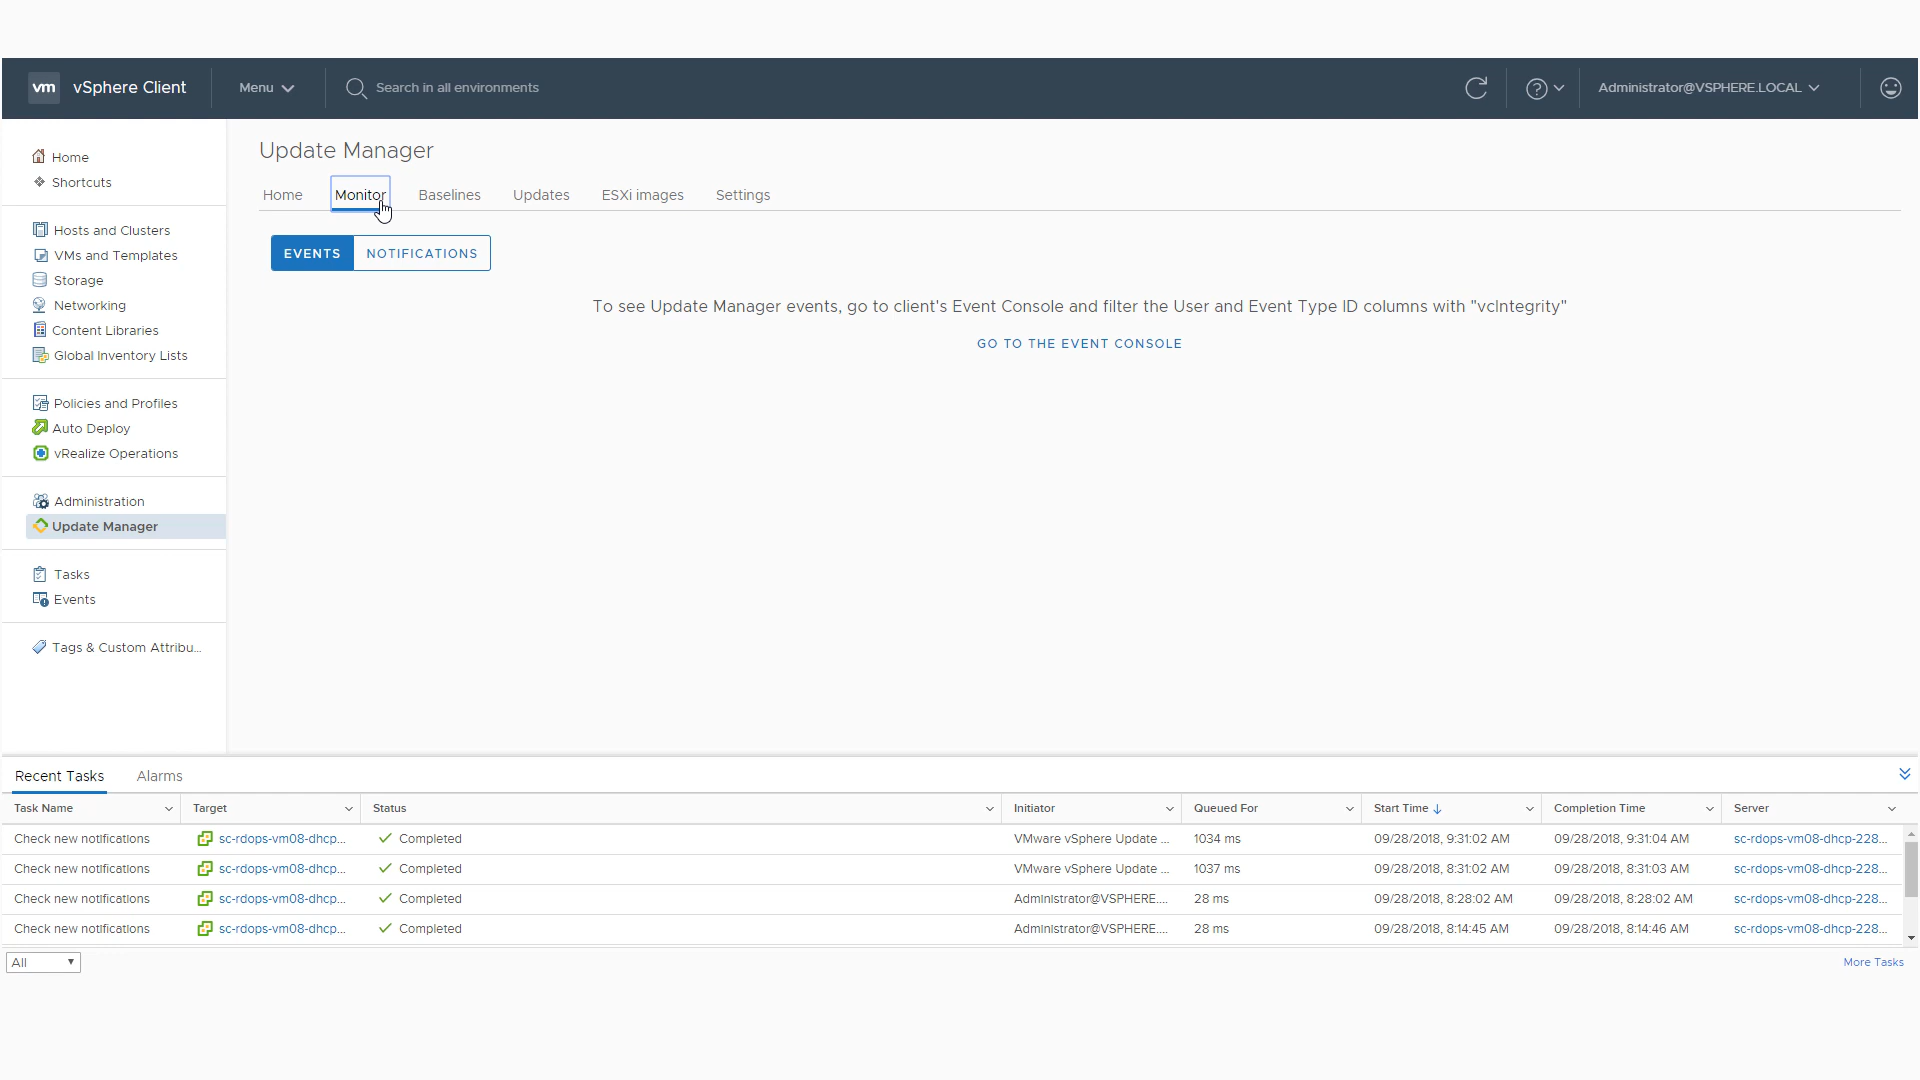 vm vSphere Client Menu Search in all environments Administrator@VSPHERE.LOCAL
Home
Shortcuts
Hosts and Clusters
VMs and Templates
Storage
Networking
Content Libraries
Global Inventory Lists
Policies and Profiles
Auto Deploy
vRealize Operations
Administration
Update Manager
Tasks
Events
Tags & Custom Attribu...
Update Manager
Home Monitor Baselines Updates ESXi images Settings
EVENTS NOTIFICATIONS
To see Update Manager events, go to client's Event Console and filter the User and Event Type ID columns with "vcIntegrity"
GO TO THE EVENT CONSOLE
Recent Tasks Alarms
Task Name Target Status Initiator Queued For Start Time Completion Time Server
Check new notifications sc-rdops-vm08-dhcp... Completed VMware vSphere Update ... 1034 ms 09/28/2018, 9:31:02 AM 09/28/2018, 9:31:04 AM sc-rdops-vm08-dhcp-228...
Check new notifications sc-rdops-vm08-dhcp... Completed VMware vSphere Update ... 1037 ms 09/28/2018, 8:31:02 AM 09/28/2018, 8:31:03 AM sc-rdops-vm08-dhcp-228...
Check new notifications sc-rdops-vm08-dhcp... Completed Administrator@VSPHERE.... 28 ms 09/28/2018, 8:28:02 AM 09/28/2018, 8:28:02 AM sc-rdops-vm08-dhcp-228...
Check new notifications sc-rdops-vm08-dhcp... Completed Administrator@VSPHERE.... 28 ms 09/28/2018, 8:14:45 AM 09/28/2018, 8:14:46 AM sc-rdops-vm08-dhcp-228...
All More Tasks